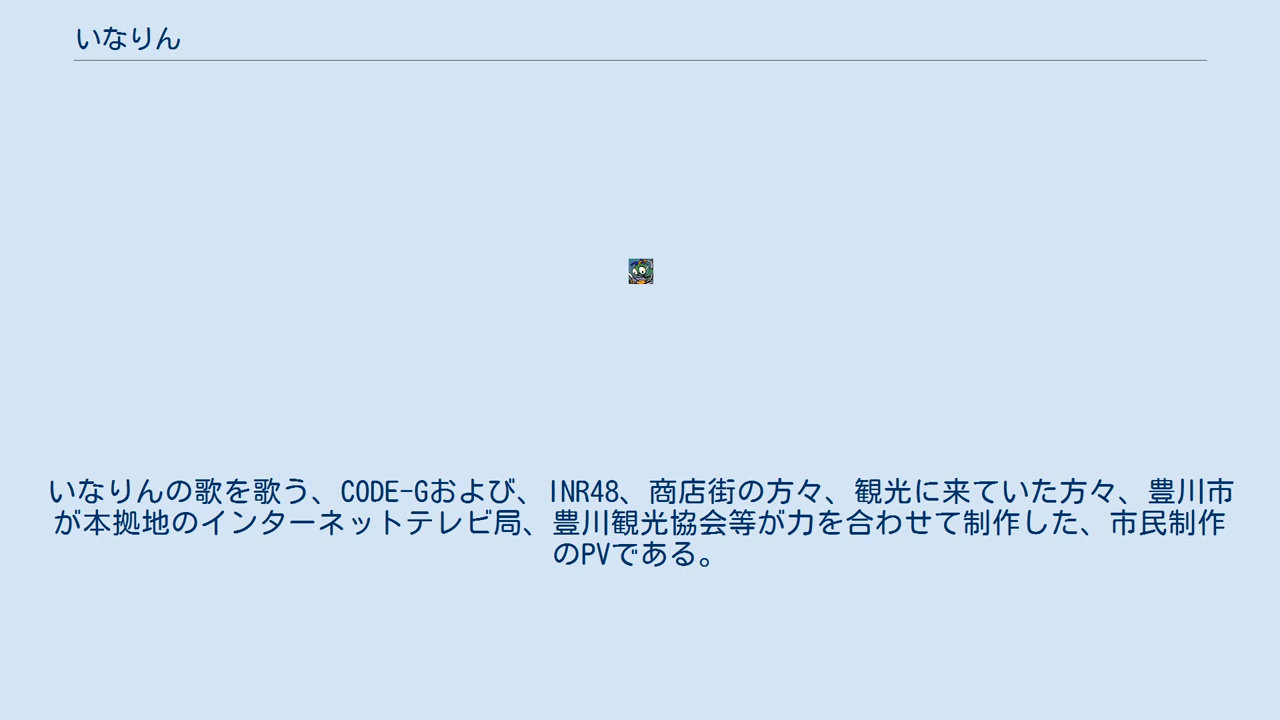 いなりん
いなりんの歌を歌う、CODE-Gおよび、INR48、商店街の方々、観光に来ていた方々、豊川市
が本拠地のインターネットテレビ局、豊川観光協会等が力を合わせて制作した、市民制作
のPVである。